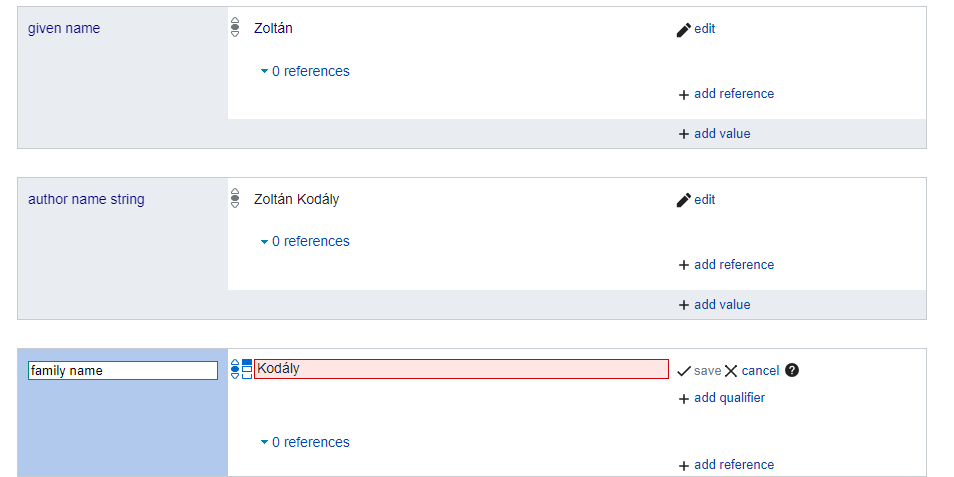 given name
Zoltán
edit
0 references
+ add reference
+ add value
author name string
Zoltán Kodály
edit
0 references
+ add reference
+ add value
family name
Kodály
save cancel ?
+ add qualifier
0 references
+ add reference